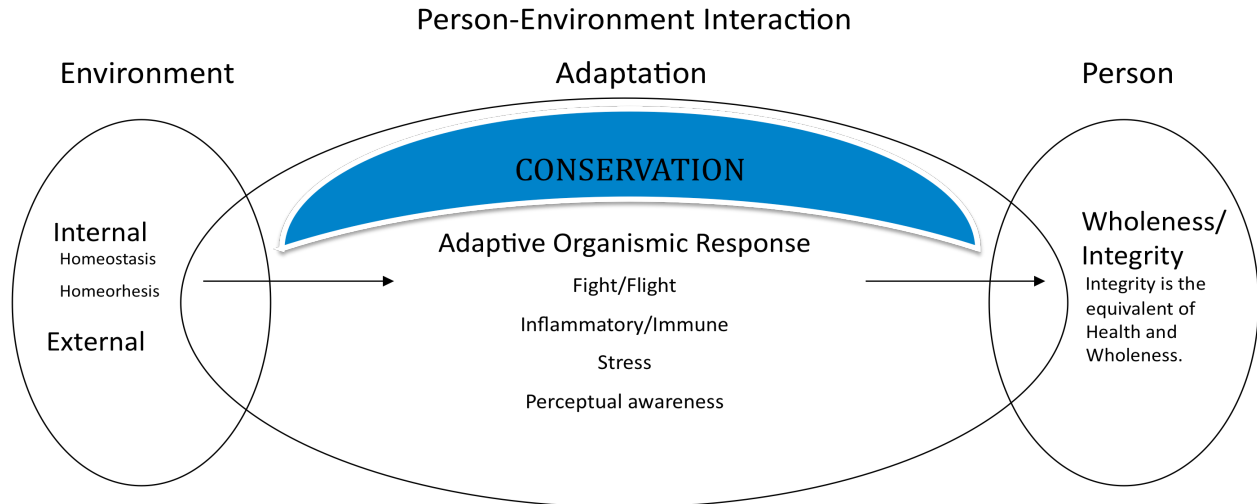 Person-Environment Interaction
Environment
Adaptation
Person
CONSERVATION
Internal
Homeostasis
Homeorhesis
External
Adaptive Organismic Response
Fight/Flight
Inflammatory/Immune
Stress
Perceptual awareness
Wholeness/
Integrity
Integrity is the
equivalent of
Health and
Wholeness.